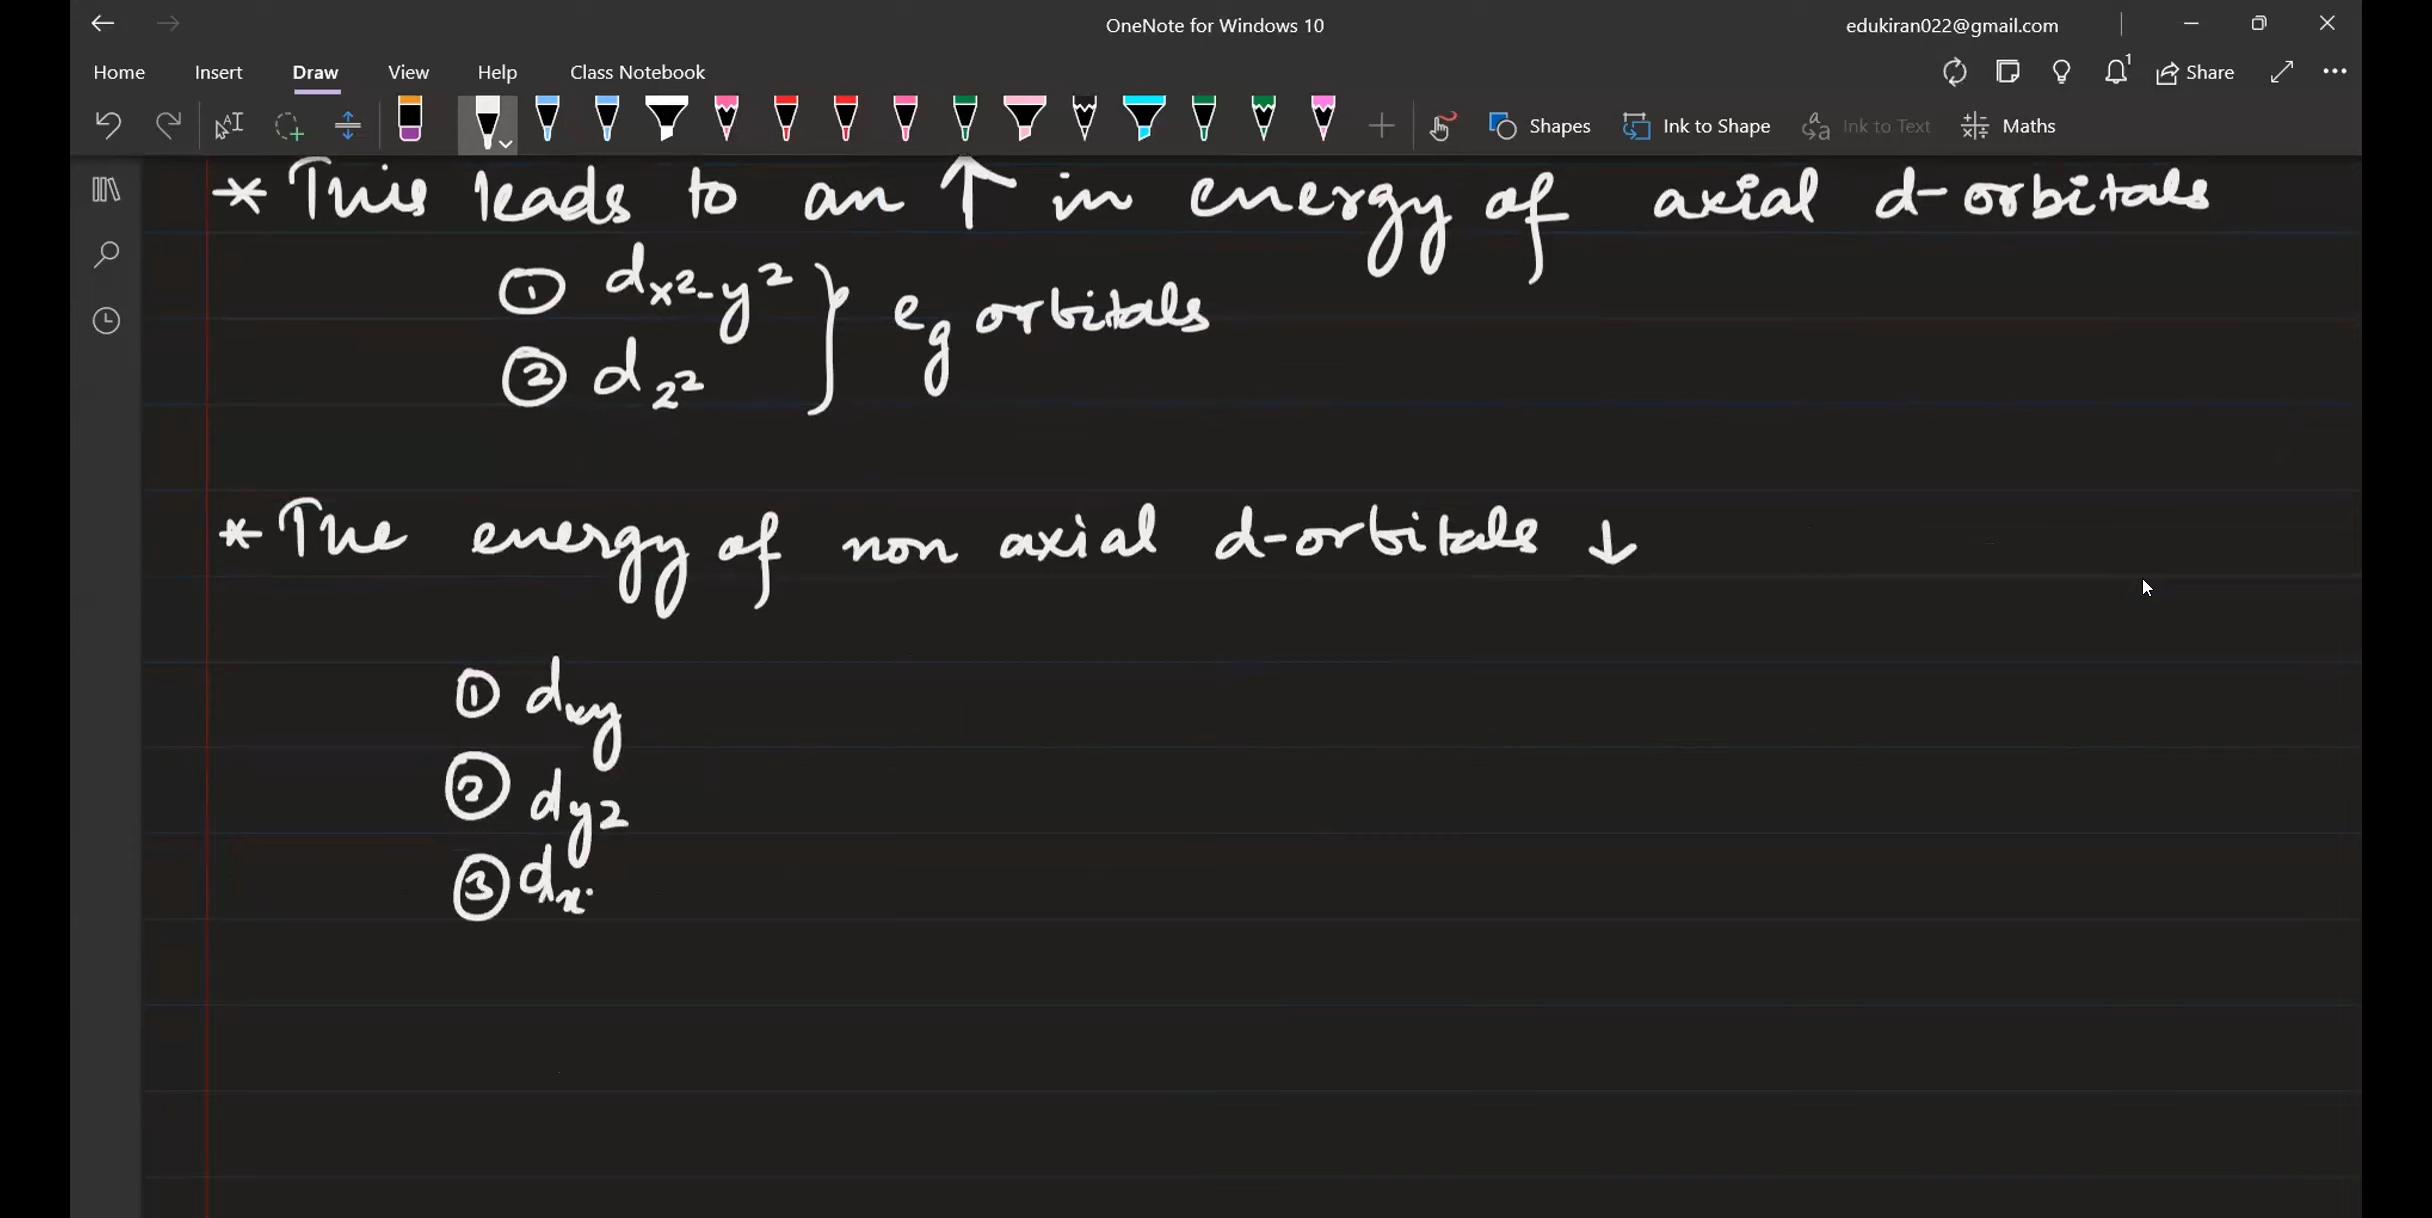 OneNote for Windows 10
edukiran022@gmail.com
Home Insert Draw View Help Class Notebook
Share
Shapes Ink to Shape Ink to Text Maths
* This leads to an ↑ in energy of axial d-orbitals
① dx²-y²
② dz²
} eg orbitals
* The energy of non axial d-orbitals ↓
① dxy
② dyz
③ dx